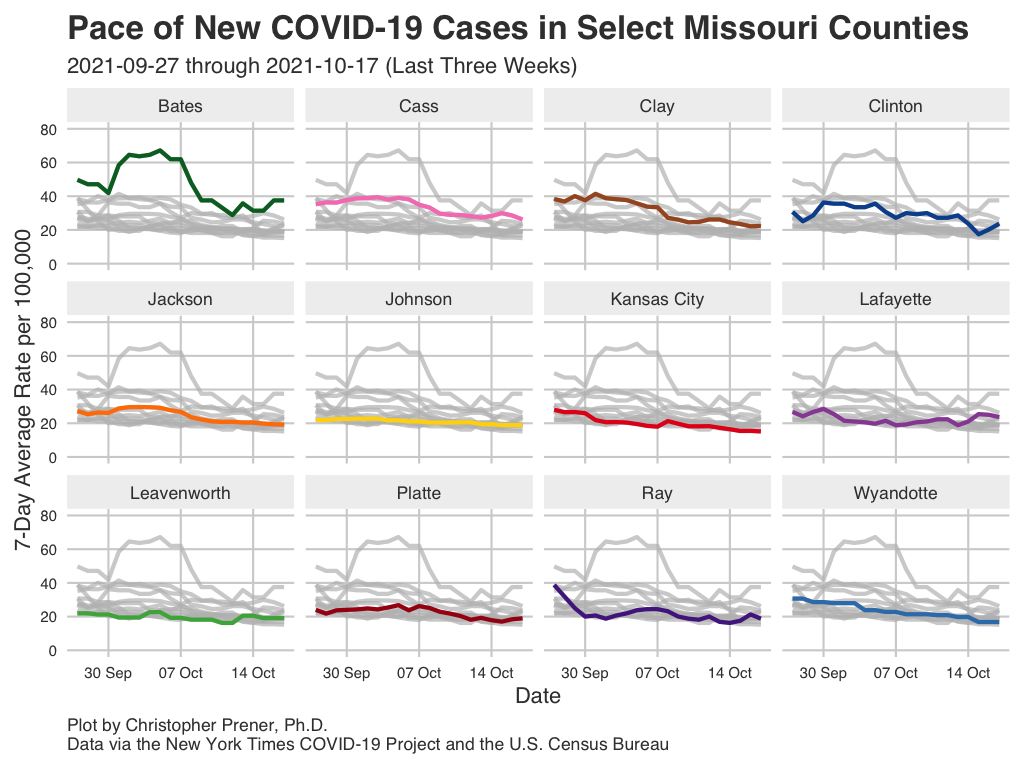 Pace of New COVID-19 Cases in Select Missouri Counties
2021-09-27 through 2021-10-17 (Last Three Weeks)
Bates Cass Clay Clinton
80
60
40
20
0
Jackson Johnson Kansas City Lafayette
80
60
40
20
0
Leavenworth Platte Ray Wyandotte
80
60
40
20
0
7-Day Average Rate per 100,000
30 Sep 07 Oct 14 Oct 30 Sep 07 Oct 14 Oct 30 Sep 07 Oct 14 Oct 30 Sep 07 Oct 14 Oct
Date
Plot by Christopher Prener, Ph.D.
Data via the New York Times COVID-19 Project and the U.S. Census Bureau